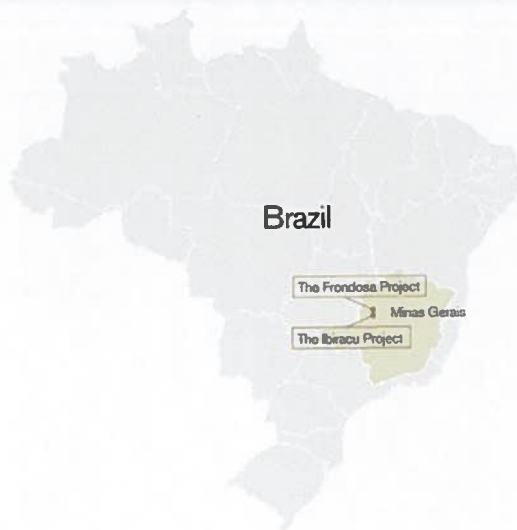 Brazil
The Frondosa Project
Minas Gerais
The Ibiracu Project